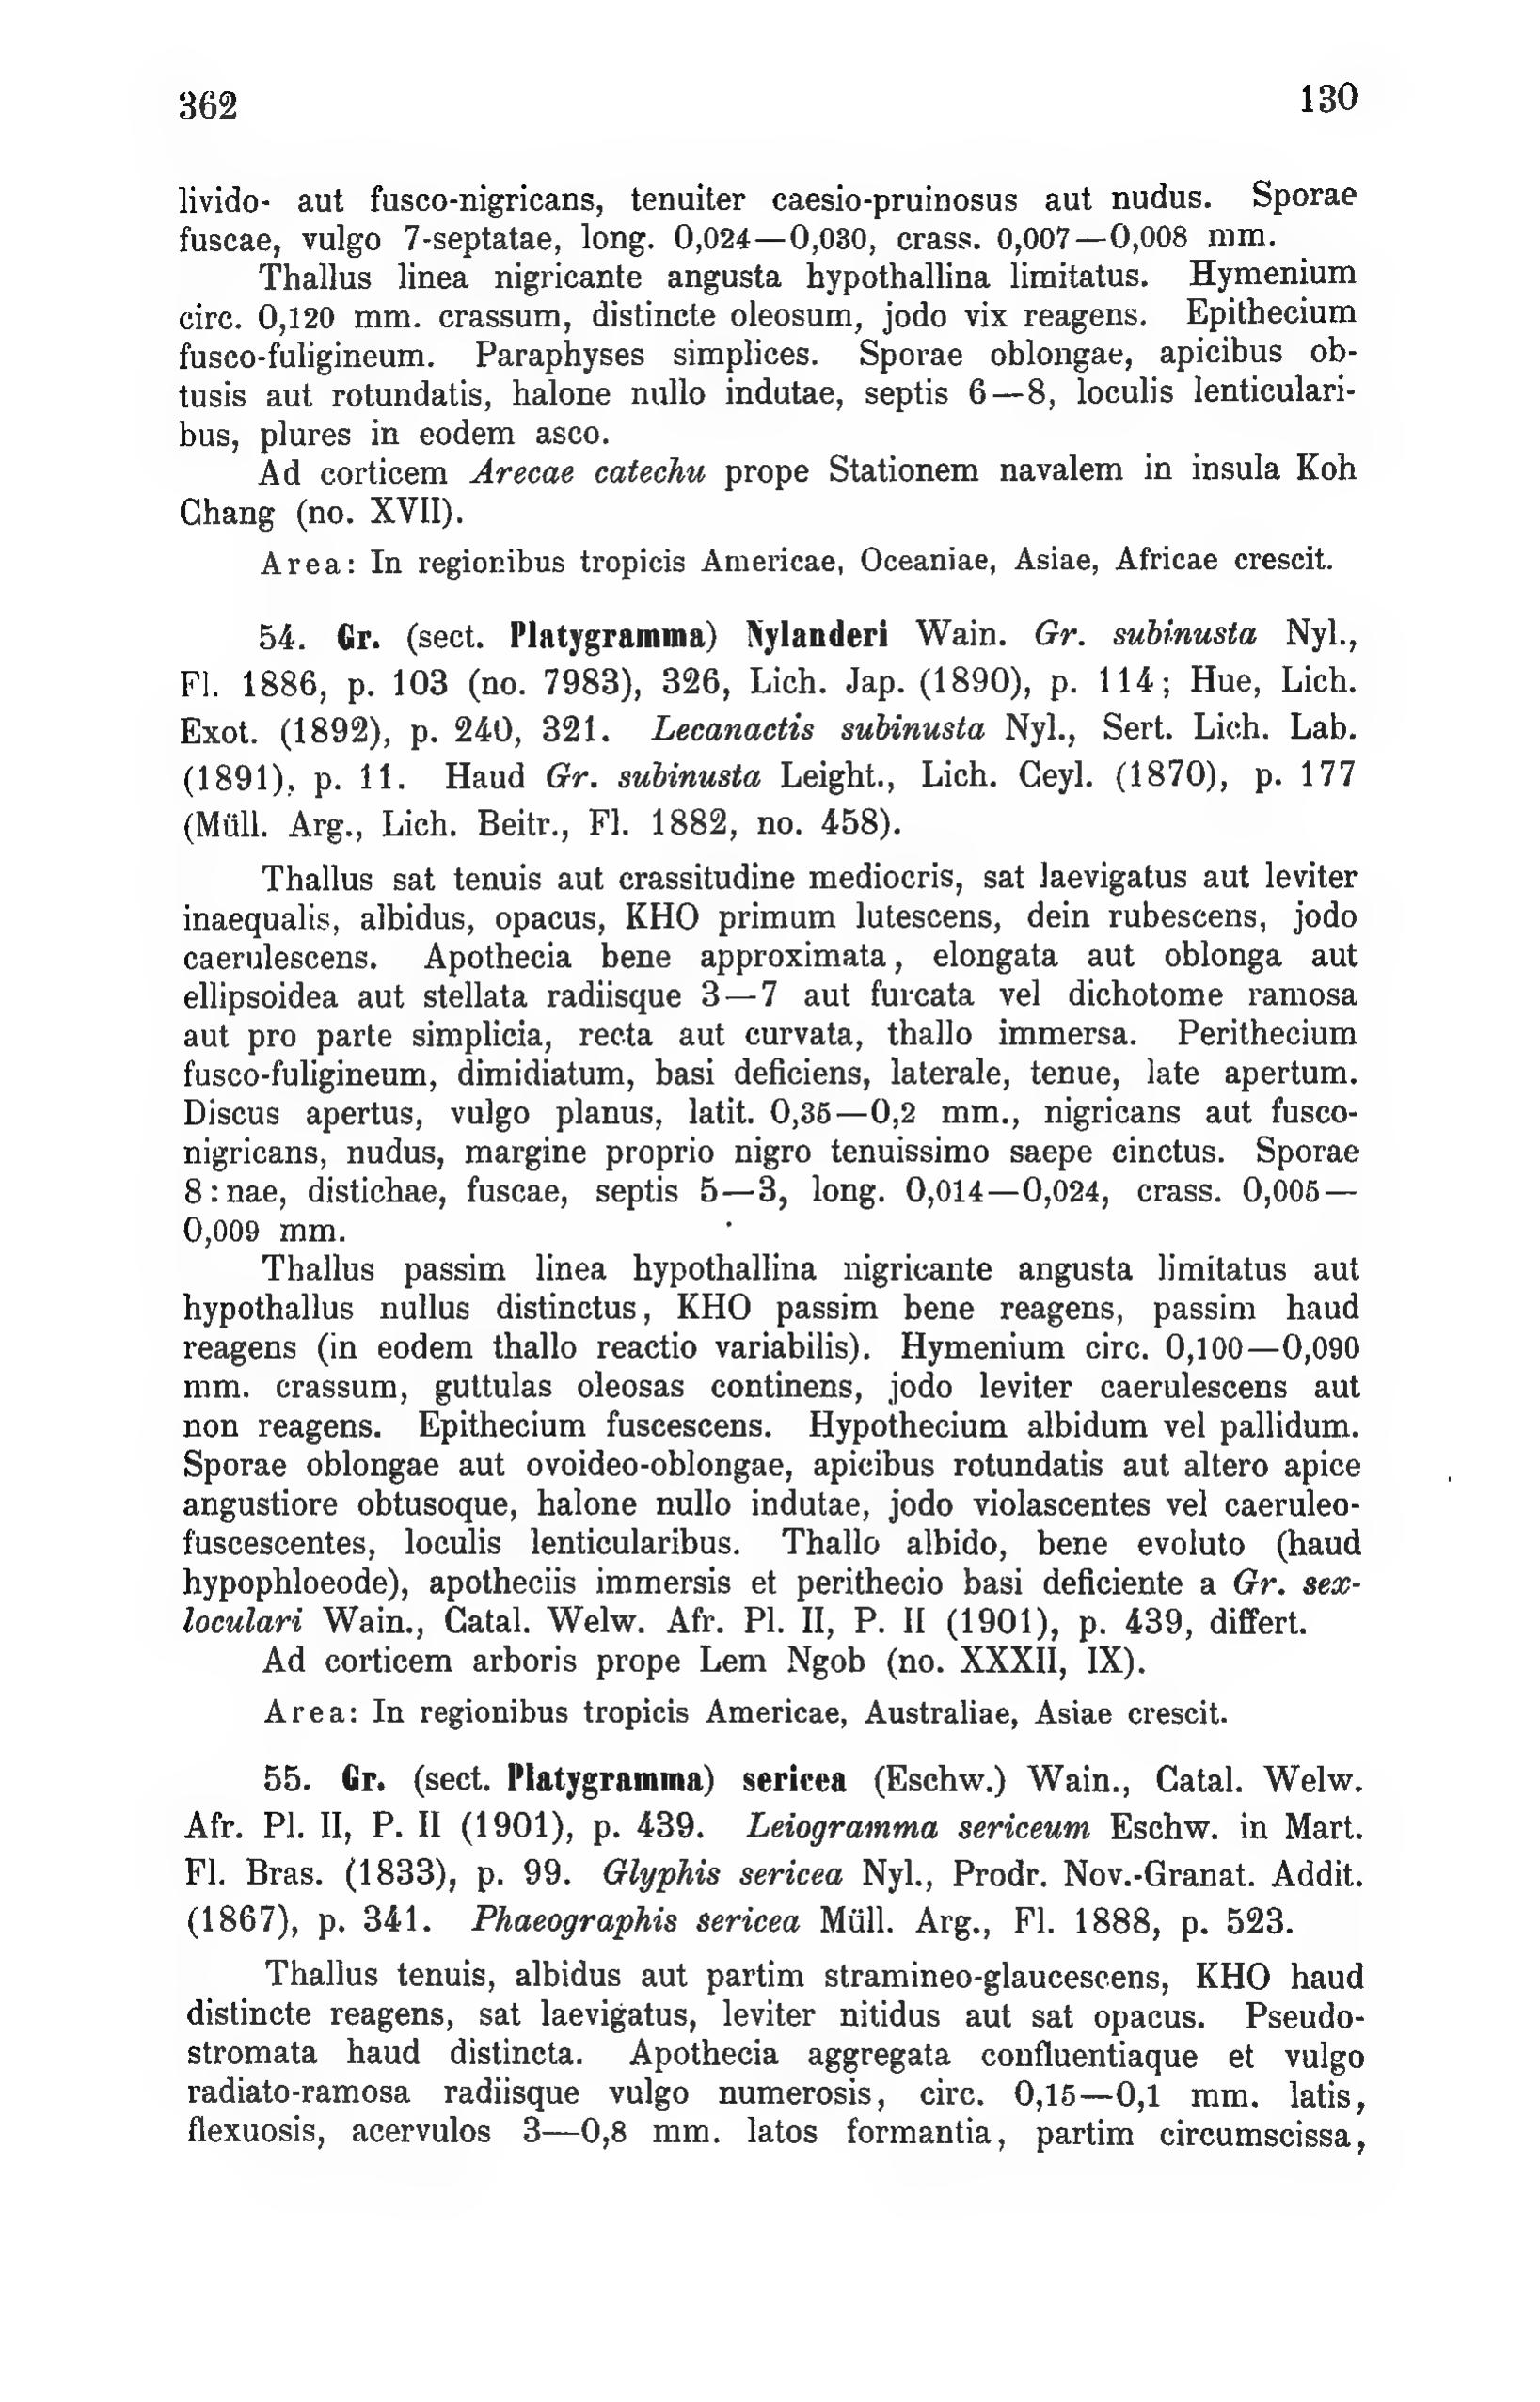 362 130
livido- aut fusco-nigricans, tenuiter caesio-pruinosus aut nudus. Sporae
fuscae, vulgo 7-septatae, long. 0,024—0,030, crass. 0,007—0,008 mm.
Thallus linea nigricante angusta hypothallina limitatus. Hymenium
circ. 0,120 mm. crassum, distincte oleosum, jodo vix reagens. Epithecium
fusco-fuligineum. Paraphyses simplices. Sporae oblongae, apicibus ob-
tusis aut rotundatis, halone nullo indutae, septis 6—8, loculis lenticulari-
bus, plures in eodem asco.
Ad corticem Arecae catechu prope Stationem navalem in insula Koh
Chang (no. XVII).
Area: In regionibus tropicis Americae, Oceaniae, Asiae, Africae crescit.
54. Gr. (sect. Platygramma) Nylanderi Wain. Gr. subinusta Nyl.,
Fl. 1886, p. 103 (no. 7983), 326, Lich. Jap. (1890), p. 114; Hue, Lich.
Exot. (1892), p. 240, 321. Lecanactis subinusta Nyl., Sert. Lich. Lab.
(1891), p. 11. Haud Gr. subinusta Leight., Lich. Ceyl. (1870), p. 177
(Müll. Arg., Lich. Beitr., Fl. 1882, no. 458).
Thallus sat tenuis aut crassitudine mediocris, sat laevigatus aut leviter
inaequalis, albidus, opacus, KHO primum lutescens, dein rubescens, jodo
caerulescens. Apothecia bene approximata, elongata aut oblonga aut
ellipsoidea aut stellata radiisque 3—7 aut furcata vel dichotome ramosa
aut pro parte simplicia, recta aut curvata, thallo immersa. Perithecium
fusco-fuligineum, dimidiatum, basi deficiens, laterale, tenue, late apertum.
Discus apertus, vulgo planus, latit. 0,35—0,2 mm., nigricans aut fusco-
nigricans, nudus, margine proprio nigro tenuissimo saepe cinctus. Sporae
8:nae, distichae, fuscae, septis 5—3, long. 0,014—0,024, crass. 0,005—
0,009 mm.
Thallus passim linea hypothallina nigricante angusta limitatus aut
hypothallus nullus distinctus, KHO passim bene reagens, passim haud
reagens (in eodem thallo reactio variabilis). Hymenium circ. 0,100—0,090
mm. crassum, guttulas oleosas continens, jodo leviter caerulescens aut
non reagens. Epithecium fuscescens. Hypothecium albidum vel pallidum.
Sporae oblongae aut ovoideo-oblongae, apicibus rotundatis aut altero apice
angustiore obtusoque, halone nullo indutae, jodo violascentes vel caeruleo-
fuscescentes, loculis lenticularibus. Thallo albido, bene evoluto (haud
hypophloeode), apotheciis immersis et perithecio basi deficiente a Gr. sex-
loculari Wain., Catal. Welw. Afr. Pl. II, P. II (1901), p. 439, differt.
Ad corticem arboris prope Lem Ngob (no. XXXII, IX).
Area: In regionibus tropicis Americae, Australiae, Asiae crescit.
55. Gr. (sect. Platygramma) sericea (Eschw.) Wain., Catal. Welw.
Afr. Pl. II, P. II (1901), p. 439. Leiogramma sericeum Eschw. in Mart.
Fl. Bras. (1833), p. 99. Glyphis sericea Nyl., Prodr. Nov.-Granat. Addit.
(1867), p. 341. Phaeographis sericea Müll. Arg., Fl. 1888, p. 523.
Thallus tenuis, albidus aut partim stramineo-glaucescens, KHO haud
distincte reagens, sat laevigatus, leviter nitidus aut sat opacus. Pseudo-
stromata haud distincta. Apothecia aggregata confluentiaque et vulgo
radiato-ramosa radiisque vulgo numerosis, circ. 0,15—0,1 mm. latis,
flexuosis, acervulos 3—0,8 mm. latos formantia, partim circumscissa,